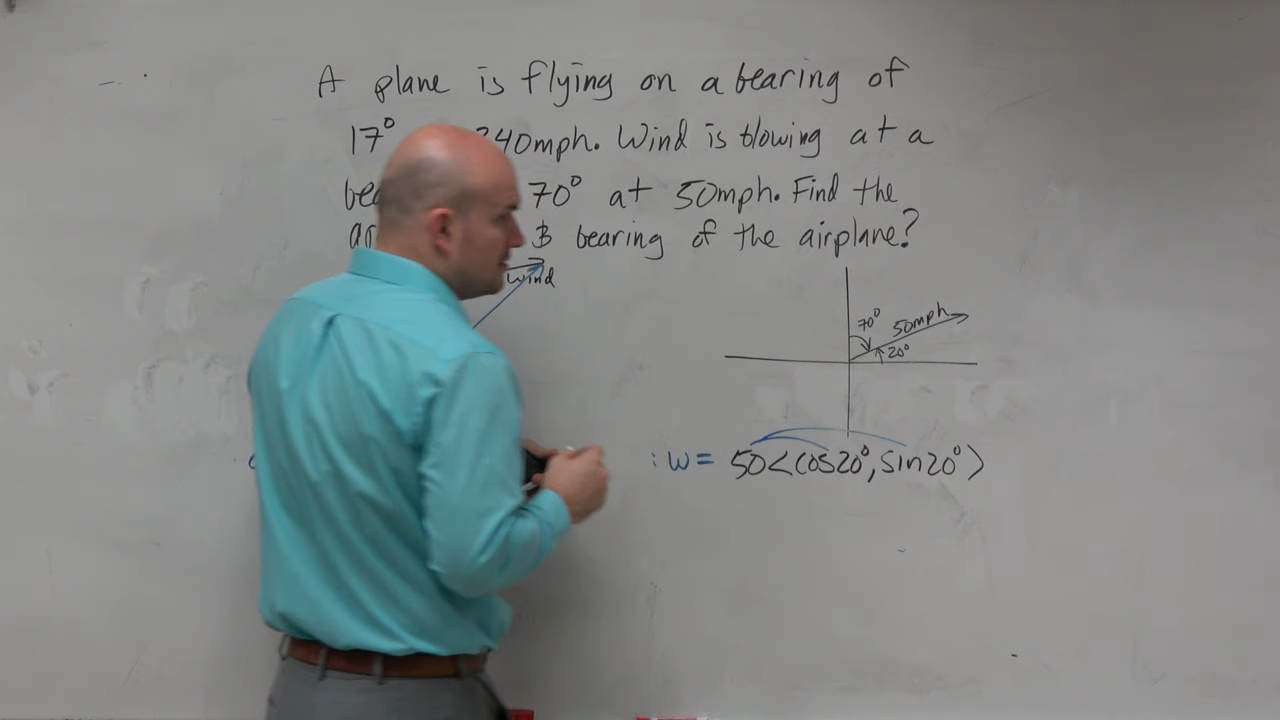 A plane is flying on a bearing of
17° 240mph. Wind is blowing at a
70° at 50mph. Find the
& bearing of the airplane?
wind
70° 50mph
20°
: w = 50<cos20°, sin20°>